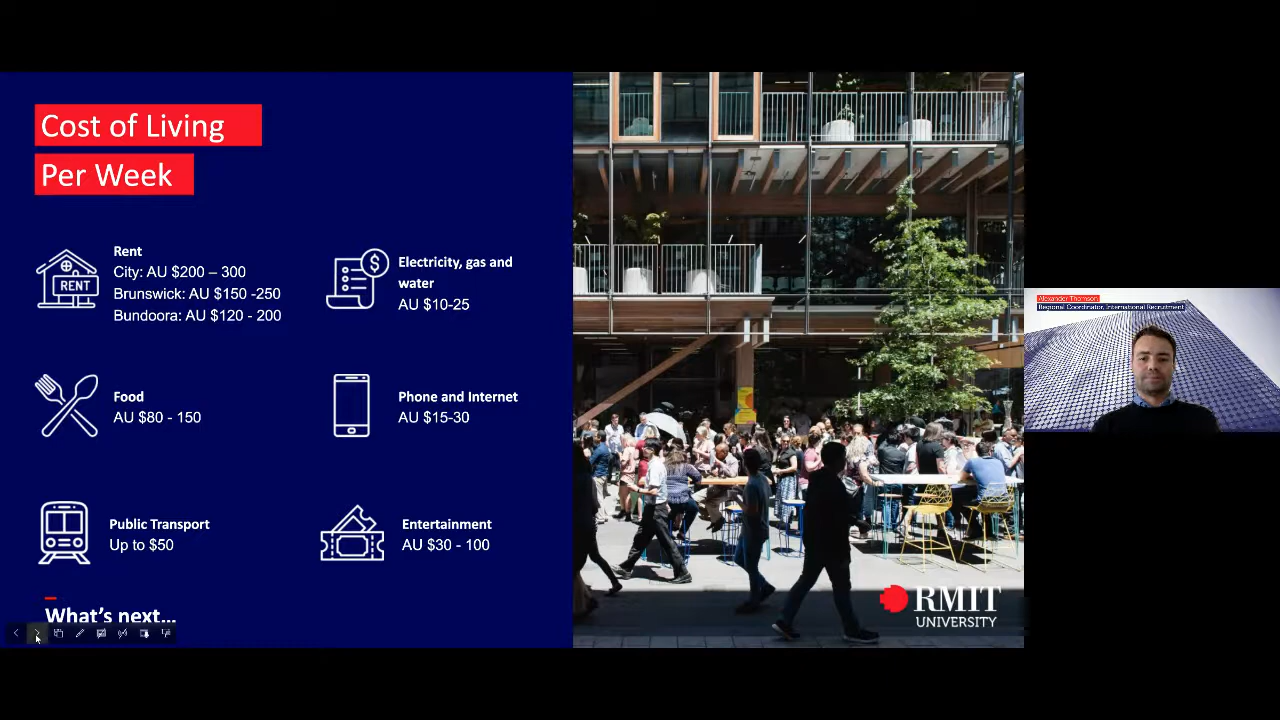 Cost of Living
Per Week
Rent
City: AU $200 – 300
Brunswick: AU $150 -250
Bundoora: AU $120 - 200
RENT
Electricity, gas and
water
AU $10-25
$
Food
AU $80 - 150
Phone and Internet
AU $15-30
Public Transport
Up to $50
Entertainment
AU $30 - 100
What's next...
RMIT
UNIVERSITY
Alexander Thomson
Regional Coordinator, International Recruitment